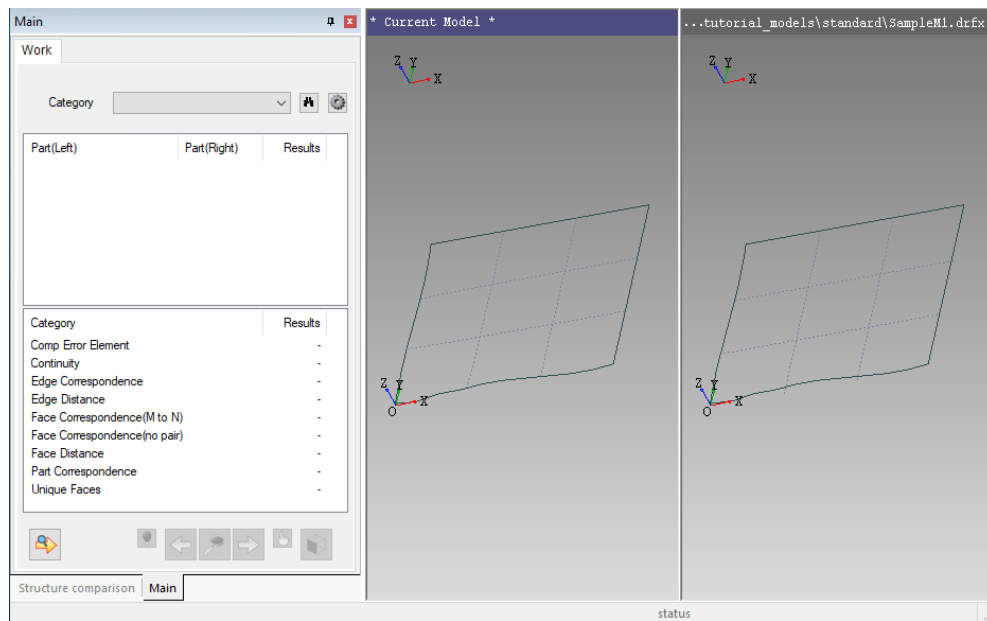 Main
* Current Model *
...tutorial_models\standard\SampleM1.drfx
Work
Z Y
X
Z Y
X
Category
Part(Left) Part(Right) Results
Category Results
Comp Error Element -
Continuity -
Edge Correspondence -
Edge Distance -
Face Correspondence(M to N) -
Face Correspondence(no pair) -
Face Distance -
Part Correspondence -
Unique Faces -
Z Y
X
O
Z Y
X
O
Structure comparison Main
status